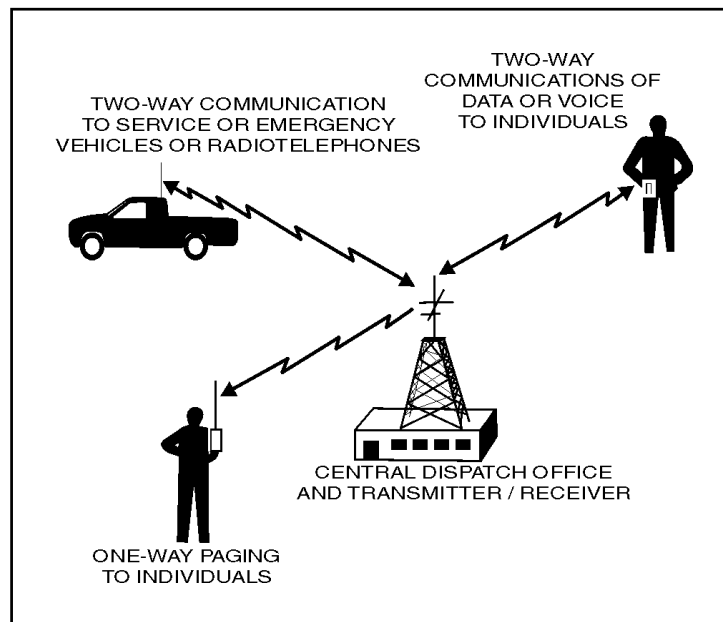 TWO-WAY COMMUNICATION
TO SERVICE OR EMERGENCY
VEHICLES OR RADIOTELEPHONES
TWO-WAY
COMMUNICATIONS OF
DATA OR VOICE
TO INDIVIDUALS
CENTRAL DISPATCH OFFICE
AND TRANSMITTER / RECEIVER
ONE-WAY PAGING
TO INDIVIDUALS